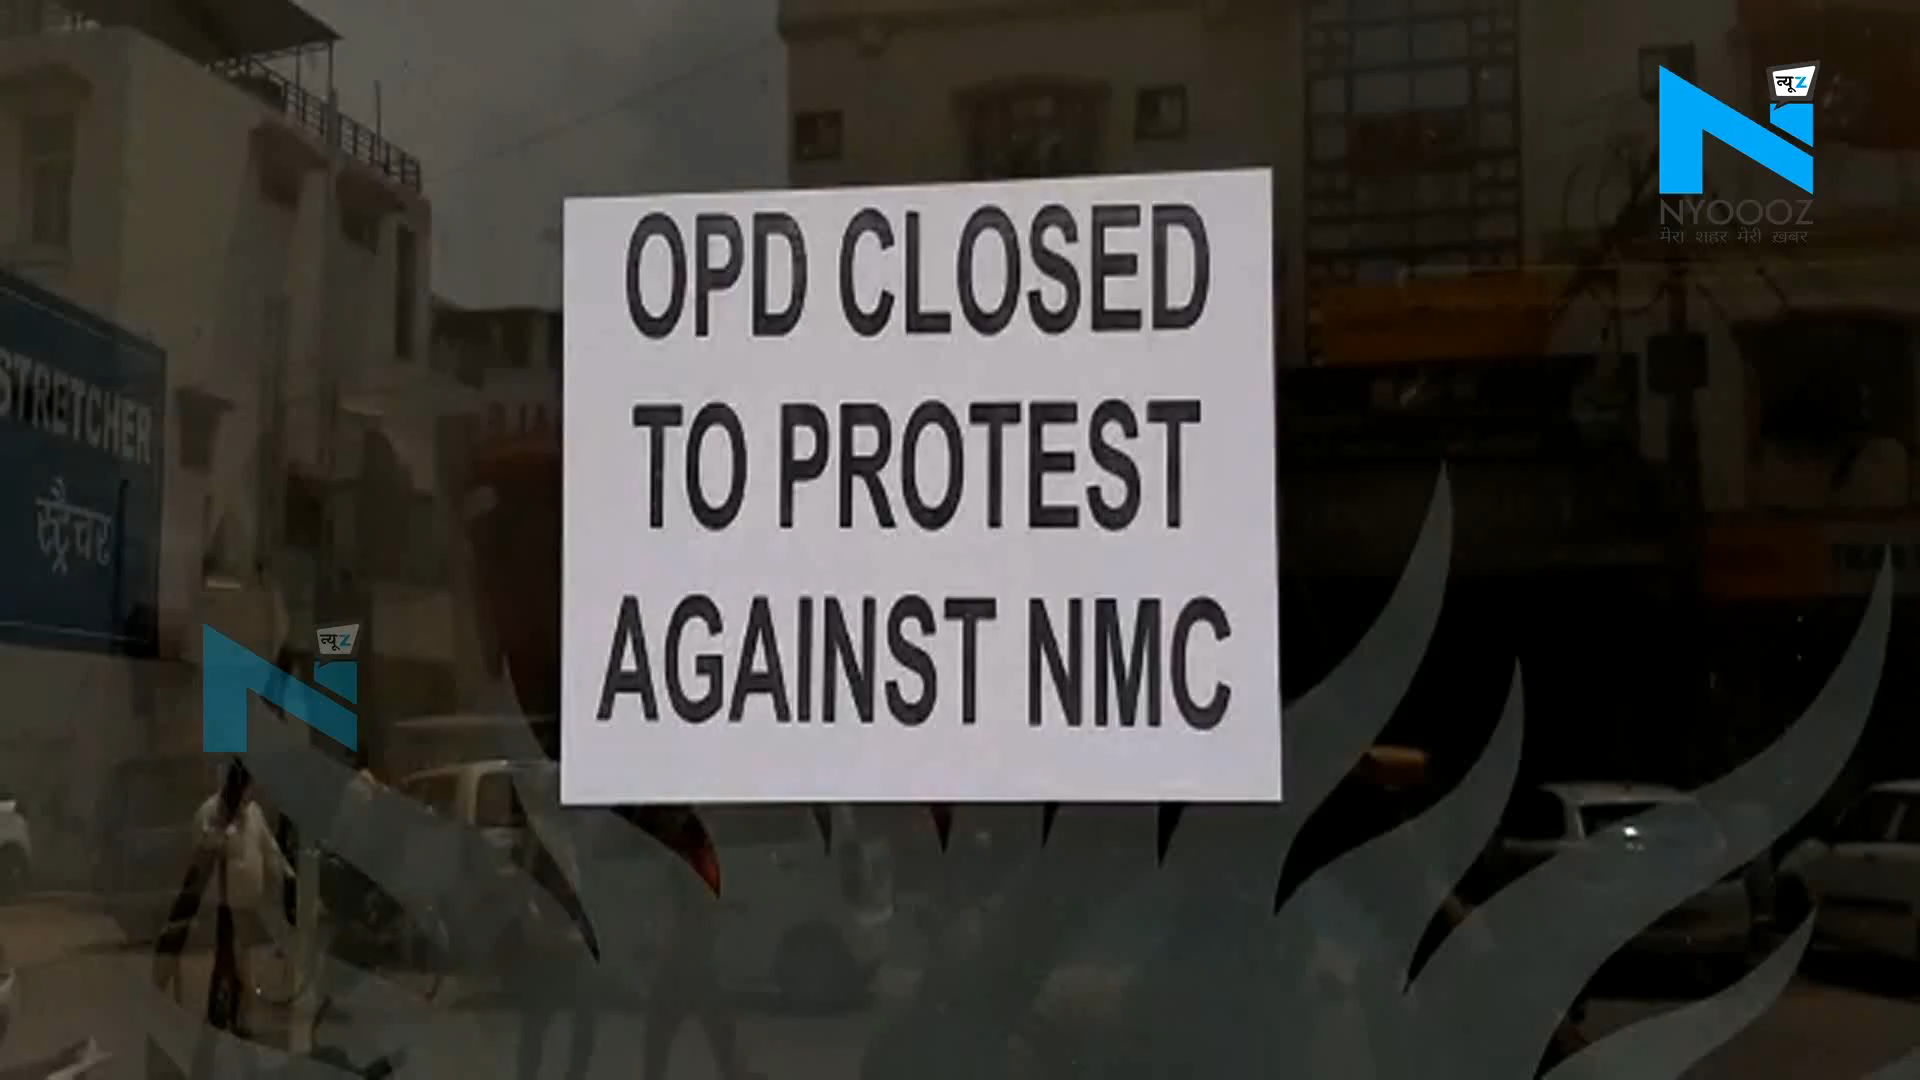 न्यूz
NYOOOZ
मेरा शहर मेरी ख़बर
OPD CLOSED
TO PROTEST
AGAINST NMC
STRETCHER
स्ट्रैचर
न्यूz